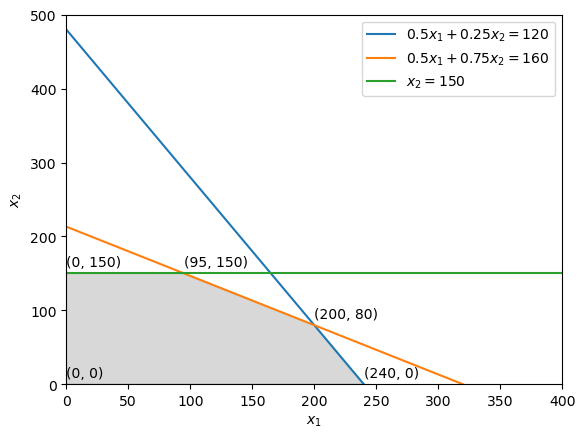 500
400
300
200
100
0
x₂
0.5x₁ + 0.25x₂ = 120
0.5x₁ + 0.75x₂ = 160
x₂ = 150
(0, 150)
(95, 150)
(200, 80)
(0, 0)
(240, 0)
0 50 100 150 200 250 300 350 400
x₁